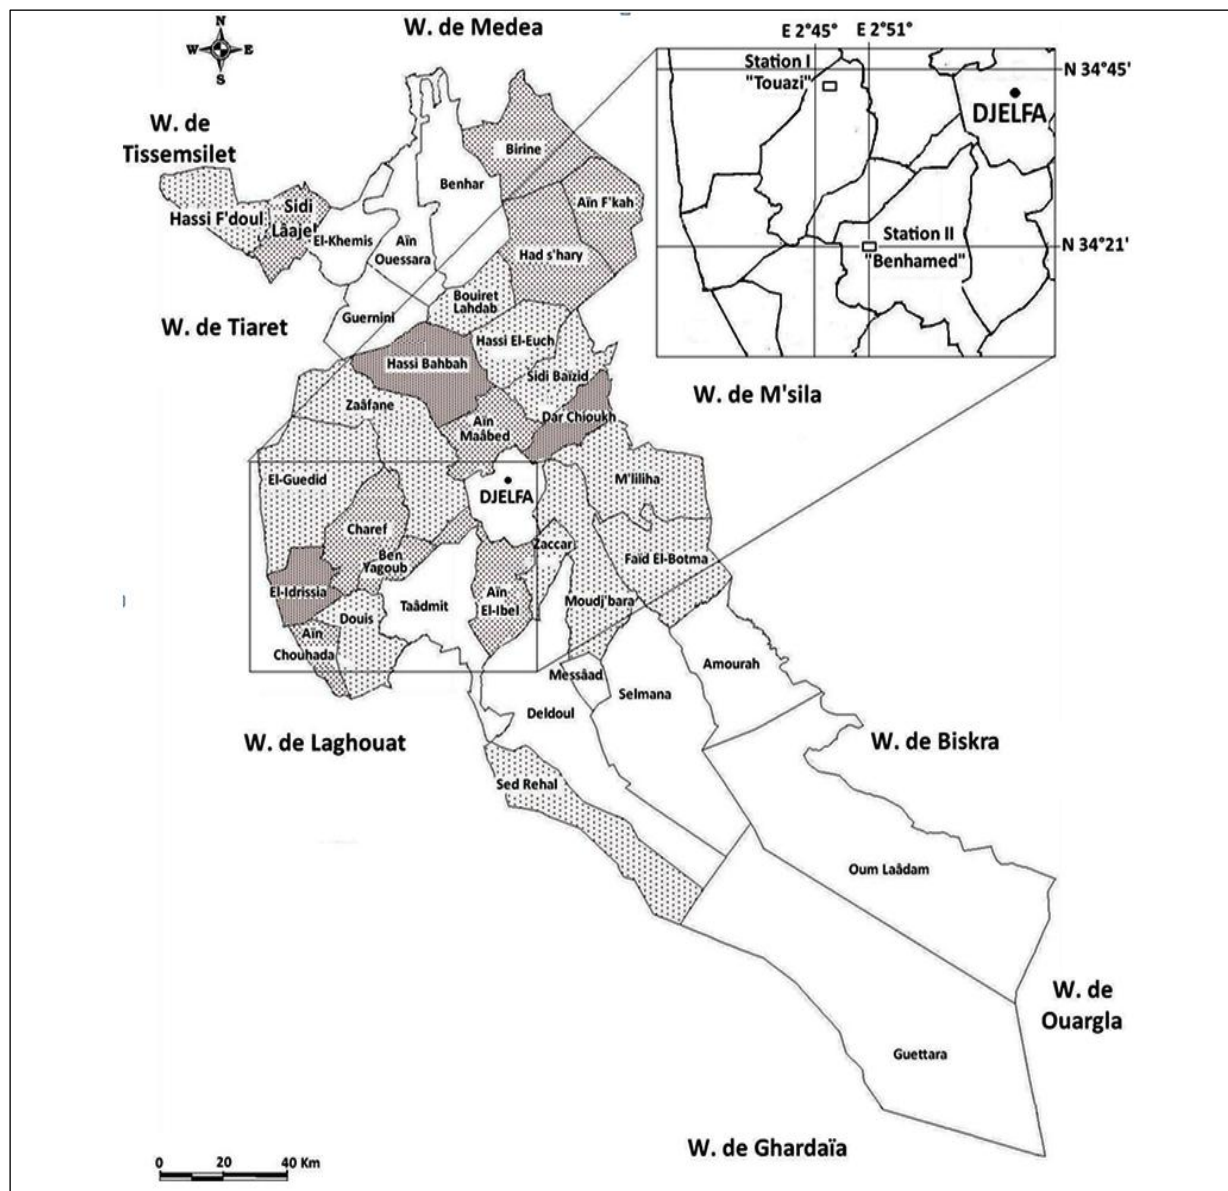 W. de Medea
N
W E
S
E 2°45° E 2°51°
Station I
"Touazi"
N 34°45'
DJELFA
Station II
"Benhamed"
N 34°21'
W. de
Tissemsilet
Birine
Benhar
Aïn F'kah
Hassi F'doul
Sidi
Lâajel
El-Khemis
Aïn
Ouessara
Had s'hary
Bouiret
Lahdab
W. de Tiaret
Guernini
Hassi El-Euch
Hassi Bahbah
Sidi Baïzid
W. de M'sila
Zaâfane
Aïn
Maâbed
Dar Chioukh
El-Guedid
DJELFA
M'liliha
Charef
Zaccar
Ben
Yagoub
Faïd El-Botma
El-Idrissia
Taâdmit
Aïn
El-Ibel
Moudj'bara
Douis
Aïn
Chouhada
Messâad
Amourah
Selmana
Deldoul
W. de Laghouat
W. de Biskra
Sed Rehal
Oum Laâdam
W. de
Ouargla
Guettara
W. de Ghardaïa
0 20 40 Km